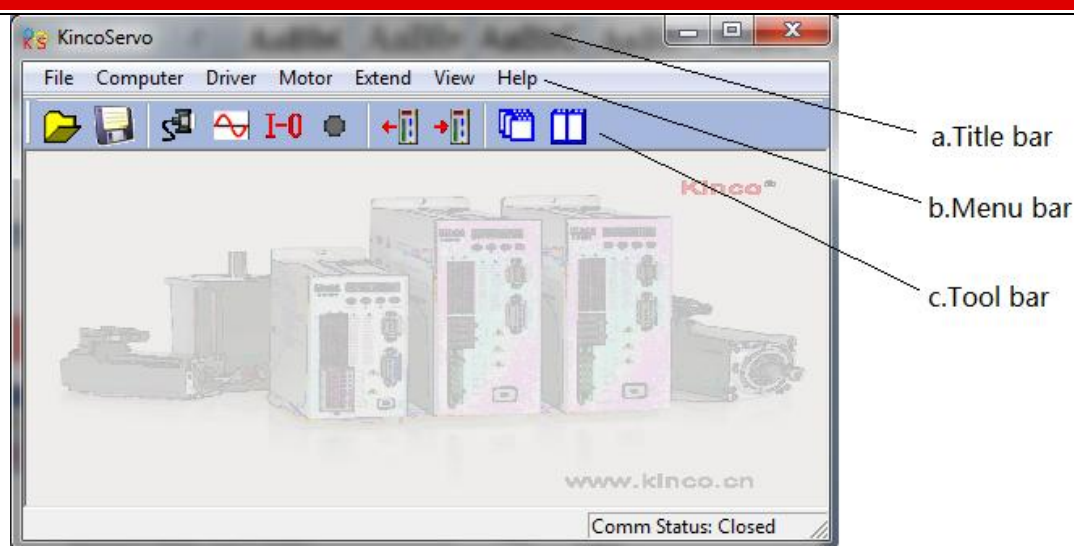 KincoServo
File Computer Driver Motor Extend View Help
I-0
a.Title bar
b.Menu bar
c.Tool bar
Kinco®
www.kinco.cn
Comm Status: Closed